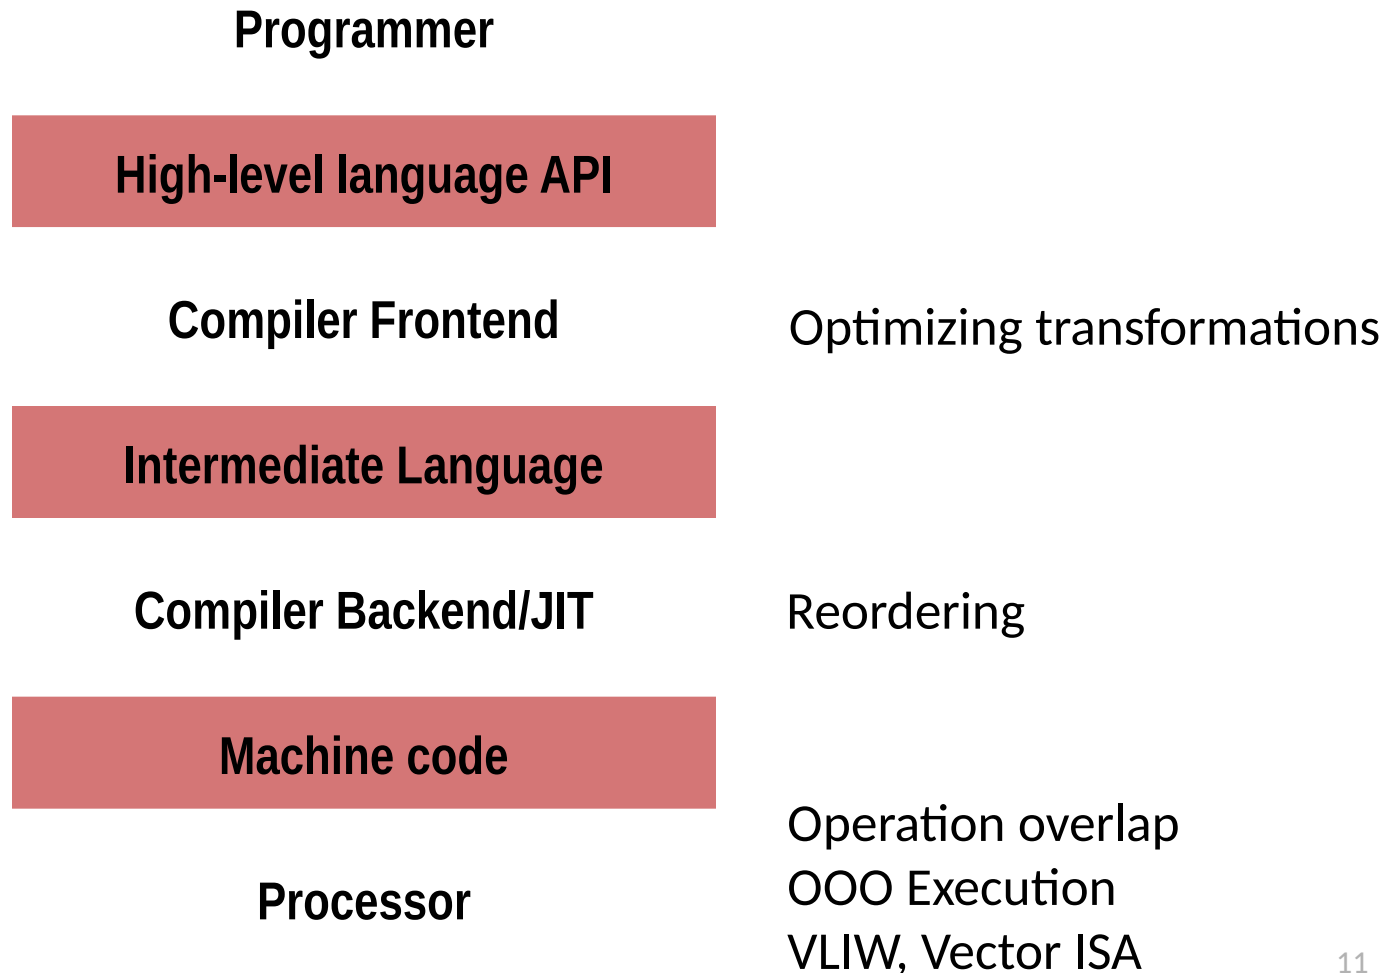 Programmer
High-level language API
Compiler Frontend
Optimizing transformations
Intermediate Language
Compiler Backend/JIT
Reordering
Machine code
Processor
Operation overlap
OOO Execution
VLIW, Vector ISA
11